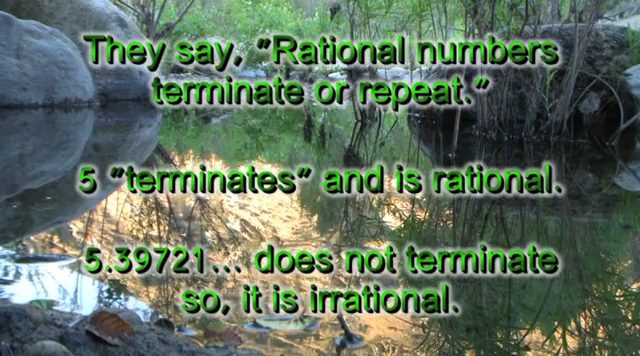 They say, "Rational numbers
terminate or repeat."
5 "terminates" and is rational.
5.39721... does not terminate
so, it is irrational.